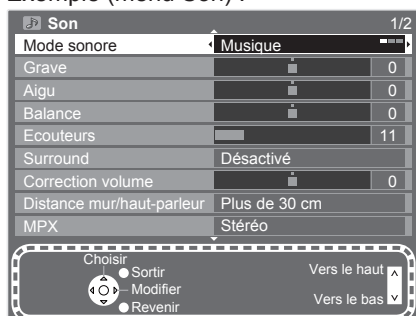 Exemple (menu Son) :
Son 1/2
Mode sonore Musique
Grave 0
Aigu 0
Balance 0
Ecouteurs 11
Surround Désactivé
Correction volume 0
Distance mur/haut-parleur Plus de 30 cm
MPX Stéréo
Choisir
Sortir
Modifier
Revenir
Vers le haut
Vers le bas